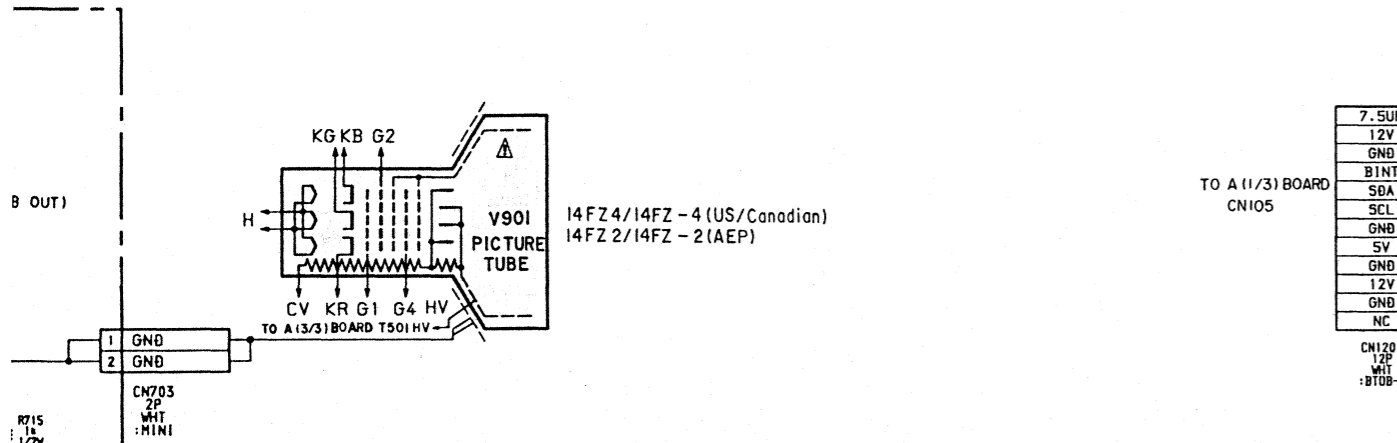 B OUT)
KG KB G2
H
V901
PICTURE
TUBE
CV KR G1 G4 HV
TO A (3/3) BOARD T501 HV
14FZ4/14FZ-4 (US/Canadian)
14FZ2/14FZ-2 (AEP)
1 GND
2 GND
CN703
2P
WHT
:MINI
R715
1k
TO A (1/3) BOARD
CN105
12V
GND
BINT
SDA
SCL
GND
5V
GND
12V
GND
NC
12P
WHT